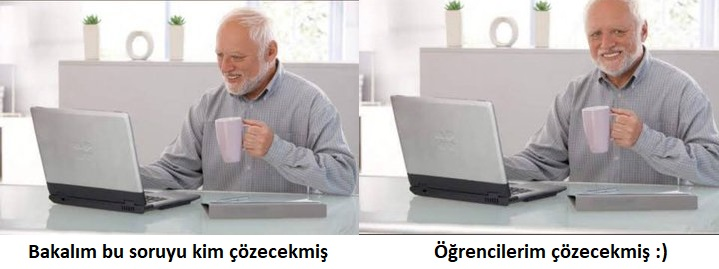 Bakalım bu soruyu kim çözecekmiş
Öğrencilerim çözecekmiş :)